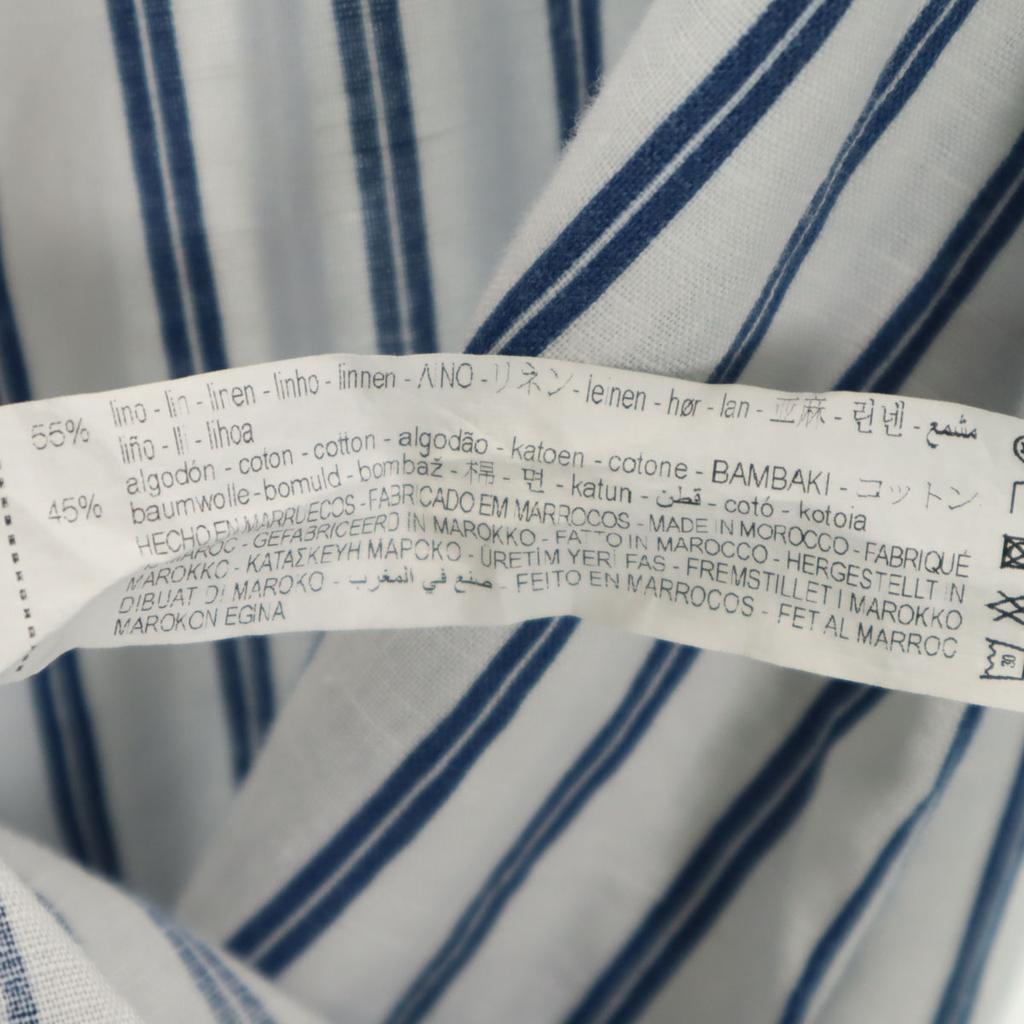 55% lino - lin - linen - linho - linnen - ΛΙΝΟ - リネン - leinen - hør - lan - 亚麻 - 린넨 - مشمع -
liño - lli - lihoa
45% algodón - coton - cotton - algodão - katoen - cotone - BAMBAKI - コットン
baumwolle - bomuld - bombaž - 棉 - 면 - katun - قطن - cotó - kotoia
HECHO EN MARRUECOS - FABRICADO EM MARROCOS - MADE IN MOROCCO - FABRIQUÉ
MAROC - GEFABRICEERD IN MAROKKO - FATTO IN MAROCCO - HERGESTELLT IN
MAROKKO - ΚΑΤΑΣΚΕΥΗ ΜΑΡΟΚΟ - ÜRETİM YERİ FAS - FREMSTILLET I MAROKKO
DIBUAT DI MAROKO - صنع في المغرب - FEITO EN MARROCOS - FET AL MARROC
MAROKON EGINA
30